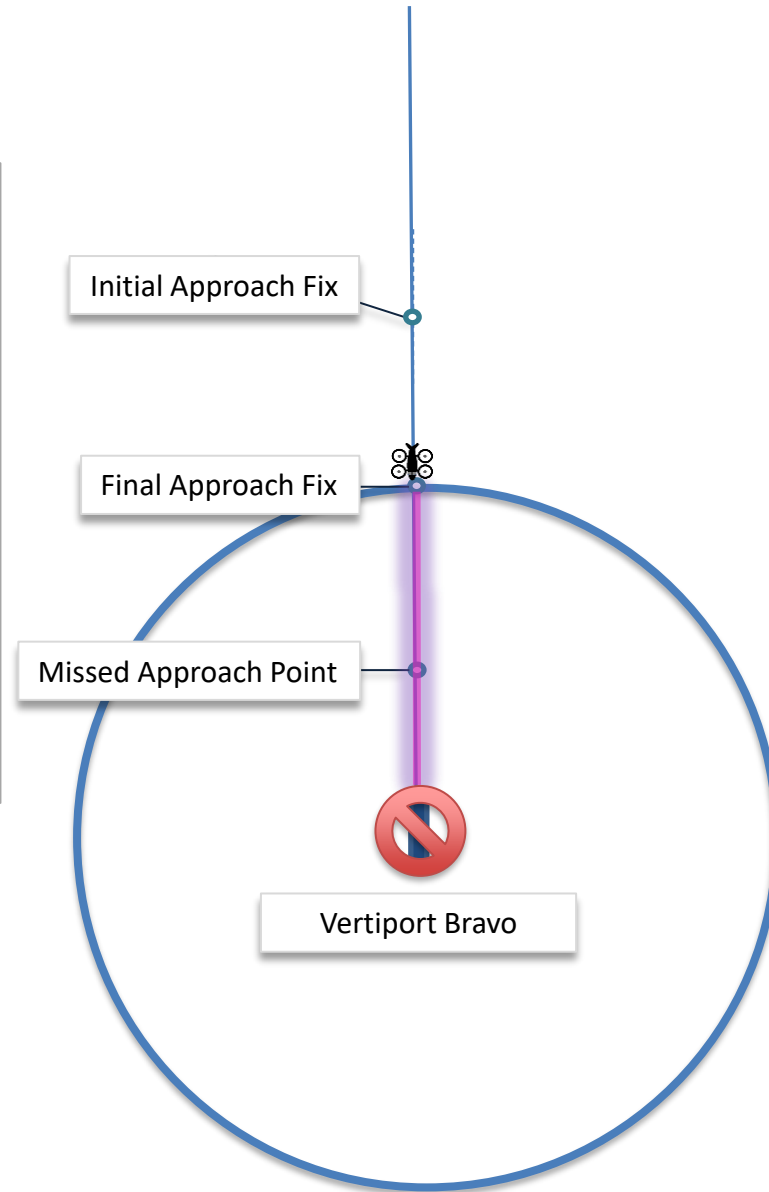 Initial Approach Fix
Final Approach Fix
Missed Approach Point
Vertiport Bravo